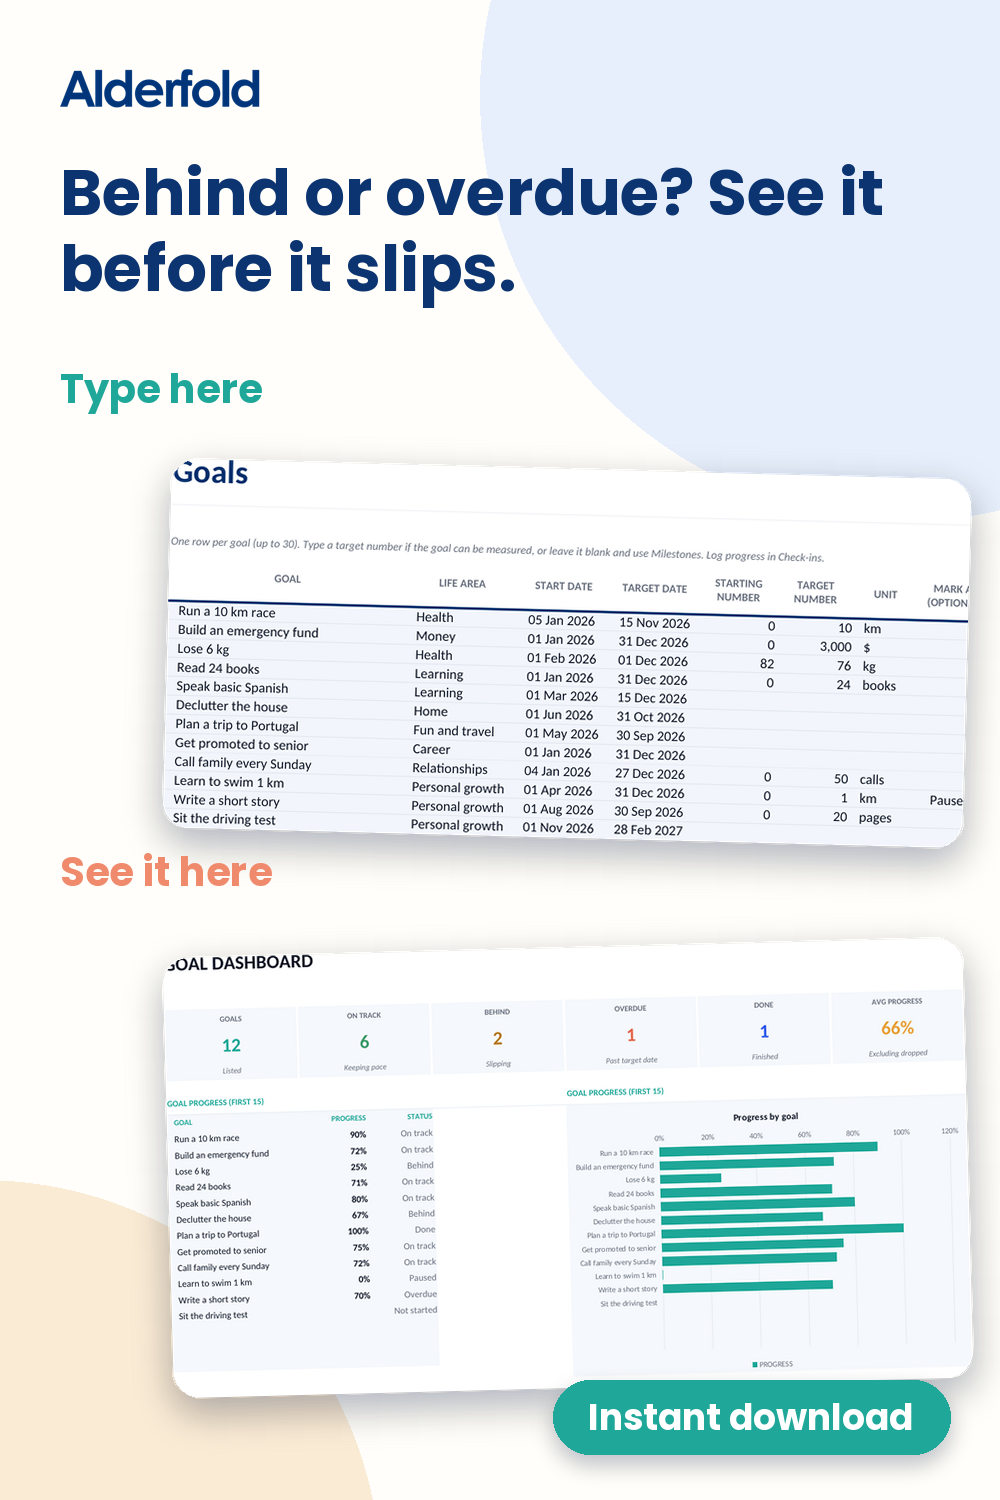 Alderfold
Behind or overdue? See it
before it slips.
Type here
Goals
One row per goal (up to 30). Type a target number if the goal can be measured, or leave it blank and use Milestones. Log progress in Check-ins.
GOAL LIFE AREA START DATE TARGET DATE STARTING NUMBER TARGET NUMBER UNIT MARK A (OPTION
Run a 10 km race Health 05 Jan 2026 15 Nov 2026 0 10 km
Build an emergency fund Money 01 Jan 2026 31 Dec 2026 0 3,000 $
Lose 6 kg Health 01 Feb 2026 01 Dec 2026 82 76 kg
Read 24 books Learning 01 Jan 2026 31 Dec 2026 0 24 books
Speak basic Spanish Learning 01 Mar 2026 15 Dec 2026
Declutter the house Home 01 Jun 2026 31 Oct 2026
Plan a trip to Portugal Fun and travel 01 May 2026 30 Sep 2026
Get promoted to senior Career 01 Jan 2026 31 Dec 2026
Call family every Sunday Relationships 04 Jan 2026 27 Dec 2026 0 50 calls
Learn to swim 1 km Personal growth 01 Apr 2026 31 Dec 2026 0 1 km Pause
Write a short story Personal growth 01 Aug 2026 30 Sep 2026 0 20 pages
Sit the driving test Personal growth 01 Nov 2026 28 Feb 2027
See it here
GOAL DASHBOARD
GOALS ON TRACK BEHIND OVERDUE DONE AVG PROGRESS
12 6 2 1 1 66%
Listed Keeping pace Slipping Past target date Finished Excluding dropped
GOAL PROGRESS (FIRST 15)
GOAL PROGRESS STATUS
Run a 10 km race 90% On track
Build an emergency fund 72% On track
Lose 6 kg 25% Behind
Read 24 books 71% On track
Speak basic Spanish 80% On track
Declutter the house 67% Behind
Plan a trip to Portugal 100% Done
Get promoted to senior 75% On track
Call family every Sunday 72% On track
Learn to swim 1 km 0% Paused
Write a short story 70% Overdue
Sit the driving test Not started
GOAL PROGRESS (FIRST 15)
Progress by goal
0% 20% 40% 60% 80% 100% 120%
Run a 10 km race
Build an emergency fund
Lose 6 kg
Read 24 books
Speak basic Spanish
Declutter the house
Plan a trip to Portugal
Get promoted to senior
Call family every Sunday
Learn to swim 1 km
Write a short story
Sit the driving test
PROGRESS
Instant download